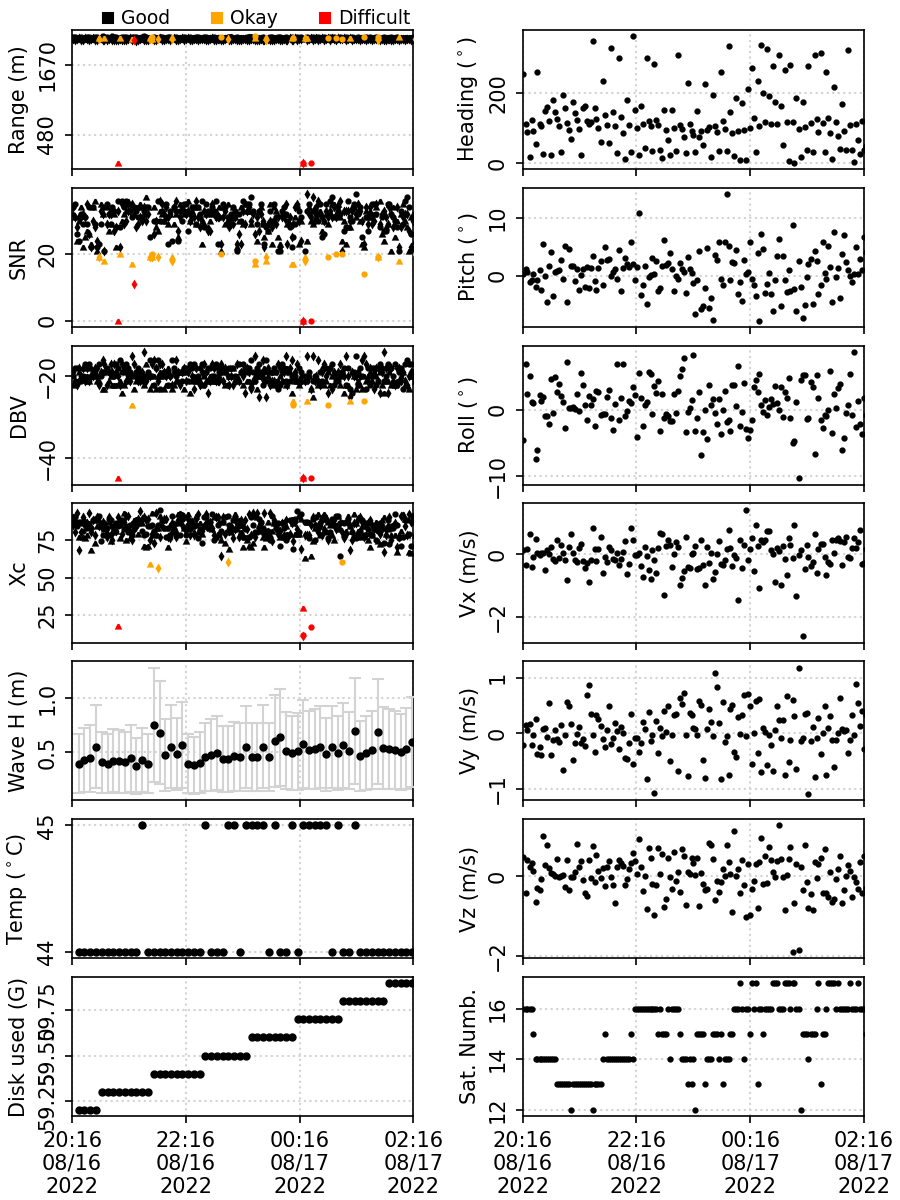 Good Okay Difficult
Range (m)
1670
480
Heading (°)
200
0
SNR
20
0
Pitch (°)
10
0
DBV
−20
−40
Roll (°)
0
−10
Xc
75
50
25
Vx (m/s)
0
−2
Wave H (m)
1.0
0.5
Vy (m/s)
1
0
−1
Temp (°C)
45
44
Vz (m/s)
0
−2
Disk used (G)
59.75
59.50
59.25
Sat. Numb.
16
14
12
20:16 22:16 00:16 02:16
08/16 08/16 08/17 08/17
2022 2022 2022 2022
20:16 22:16 00:16 02:16
08/16 08/16 08/17 08/17
2022 2022 2022 2022